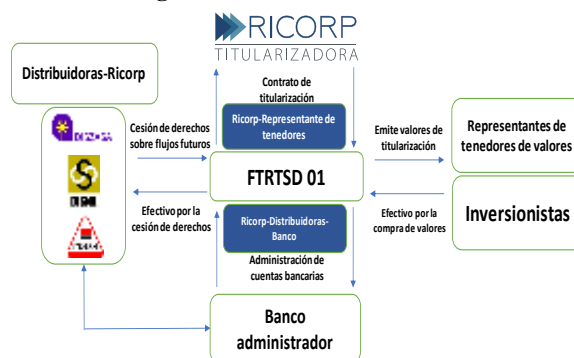 RICORP
TITULARIZADORA
Distribuidoras-Ricorp
Contrato de
titularización
Ricorp-Representante de
tenedores
Cesión de derechos
sobre flujos futuros
Emite valores de
titularización
Representantes de
tenedores de valores
FTRTSD 01
Efectivo por la
cesión de derechos
Ricorp-Distribuidoras-
Banco
Efectivo por la
compra de valores
Inversionistas
Administración de
cuentas bancarias
Banco
administrador